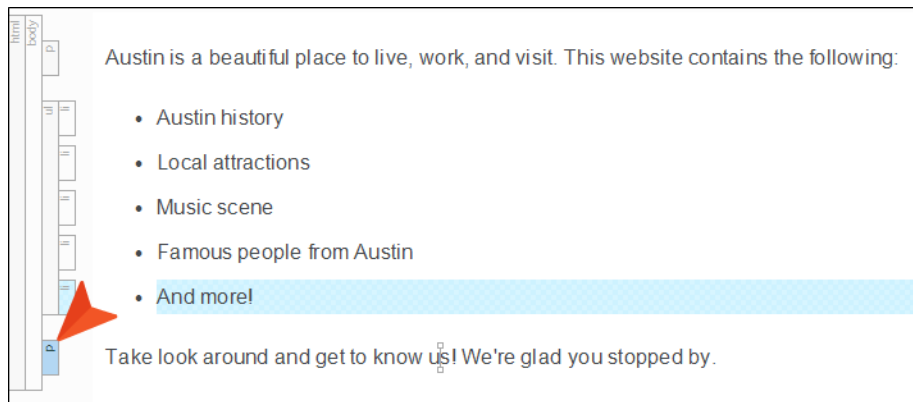 html
body
p
Austin is a beautiful place to live, work, and visit. This website contains the following:
ul
li
• Austin history
li
• Local attractions
li
• Music scene
li
• Famous people from Austin
li
• And more!
p
Take look around and get to know us! We're glad you stopped by.